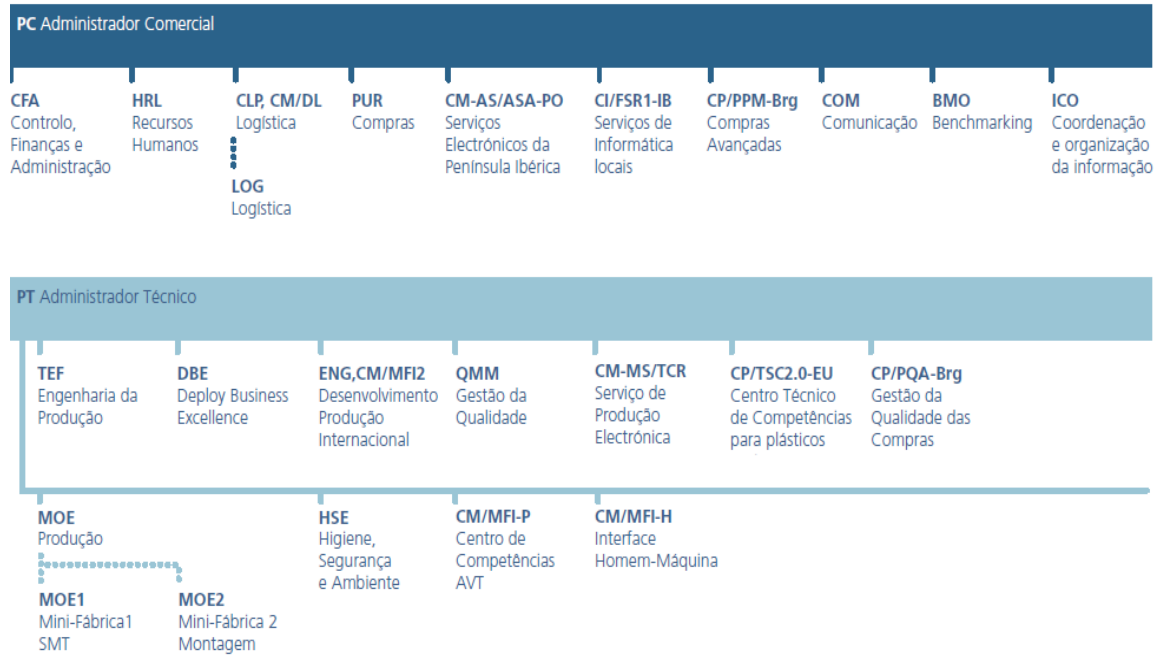 PC Administrador Comercial
CFA
Controlo,
Finanças e
Administração
HRL
Recursos
Humanos
CLP, CM/DL
Logística
LOG
Logística
PUR
Compras
CM-AS/ASA-PO
Serviços
Electrónicos da
Península Ibérica
CI/FSR1-IB
Serviços de
Informática
locais
CP/PPM-Brg
Compras
Avançadas
COM
Comunicação
BMO
Benchmarking
ICO
Coordenação
e organização
da informação
PT Administrador Técnico
TEF
Engenharia da
Produção
DBE
Deploy Business
Excellence
ENG,CM/MFI2
Desenvolvimento
Produção
Internacional
QMM
Gestão da
Qualidade
CM-MS/TCR
Serviço de
Produção
Electrónica
CP/TSC2.0-EU
Centro Técnico
de Competências
para plásticos
CP/PQA-Brg
Gestão da
Qualidade das
Compras
MOE
Produção
MOE1
Mini-Fábrica1
SMT
MOE2
Mini-Fábrica 2
Montagem
HSE
Higiene,
Segurança
e Ambiente
CM/MFI-P
Centro de
Competências
AVT
CM/MFI-H
Interface
Homem-Máquina